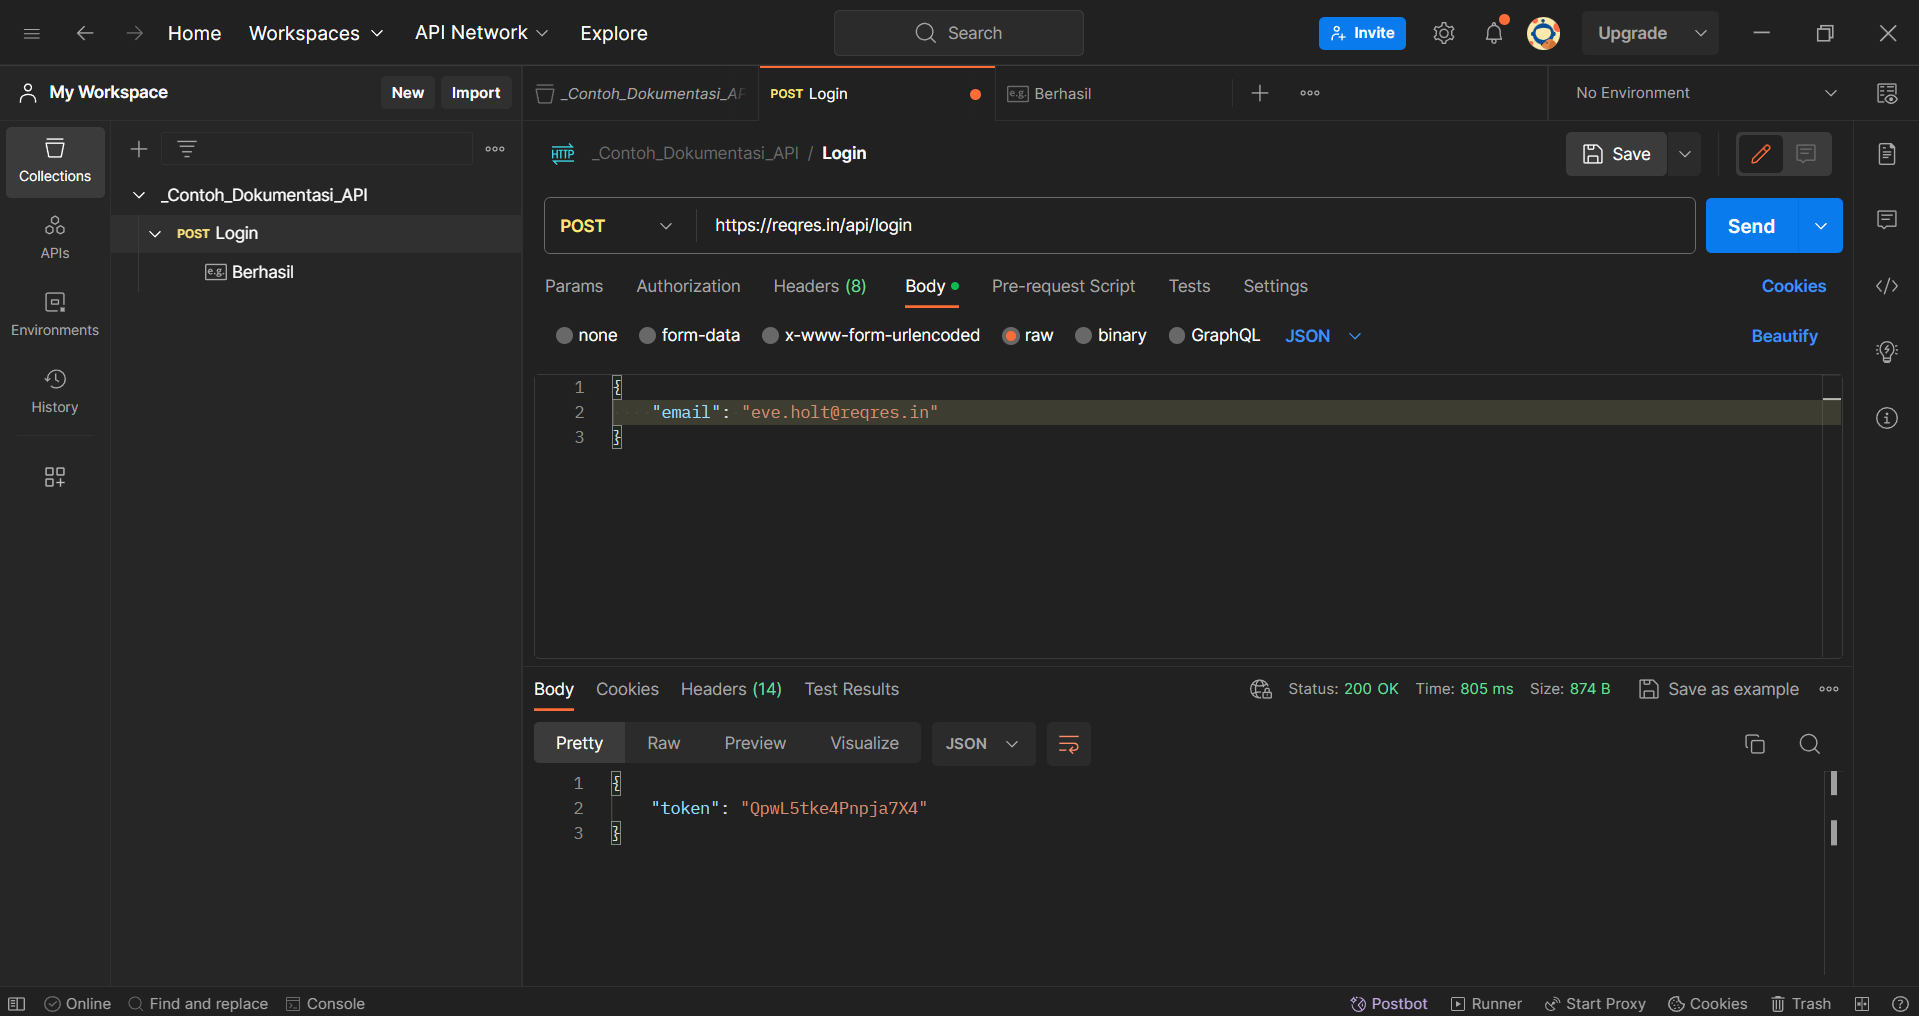 Home Workspaces API Network Explore Search Invite Upgrade
My Workspace New Import _Contoh_Dokumentasi_AP POST Login e.g. Berhasil No Environment
Collections
APIs
Environments
History
_Contoh_Dokumentasi_API
POST Login
e.g. Berhasil
HTTP _Contoh_Dokumentasi_API / Login Save
POST https://reqres.in/api/login Send
Params Authorization Headers (8) Body Pre-request Script Tests Settings Cookies
none form-data x-www-form-urlencoded raw binary GraphQL JSON Beautify
1 {
2 "email": "eve.holt@reqres.in"
3 }
Body Cookies Headers (14) Test Results Status: 200 OK Time: 805 ms Size: 874 B Save as example
Pretty Raw Preview Visualize JSON
1 {
2 "token": "QpwL5tke4Pnpja7X4"
3 }
Online Find and replace Console Postbot Runner Start Proxy Cookies Trash